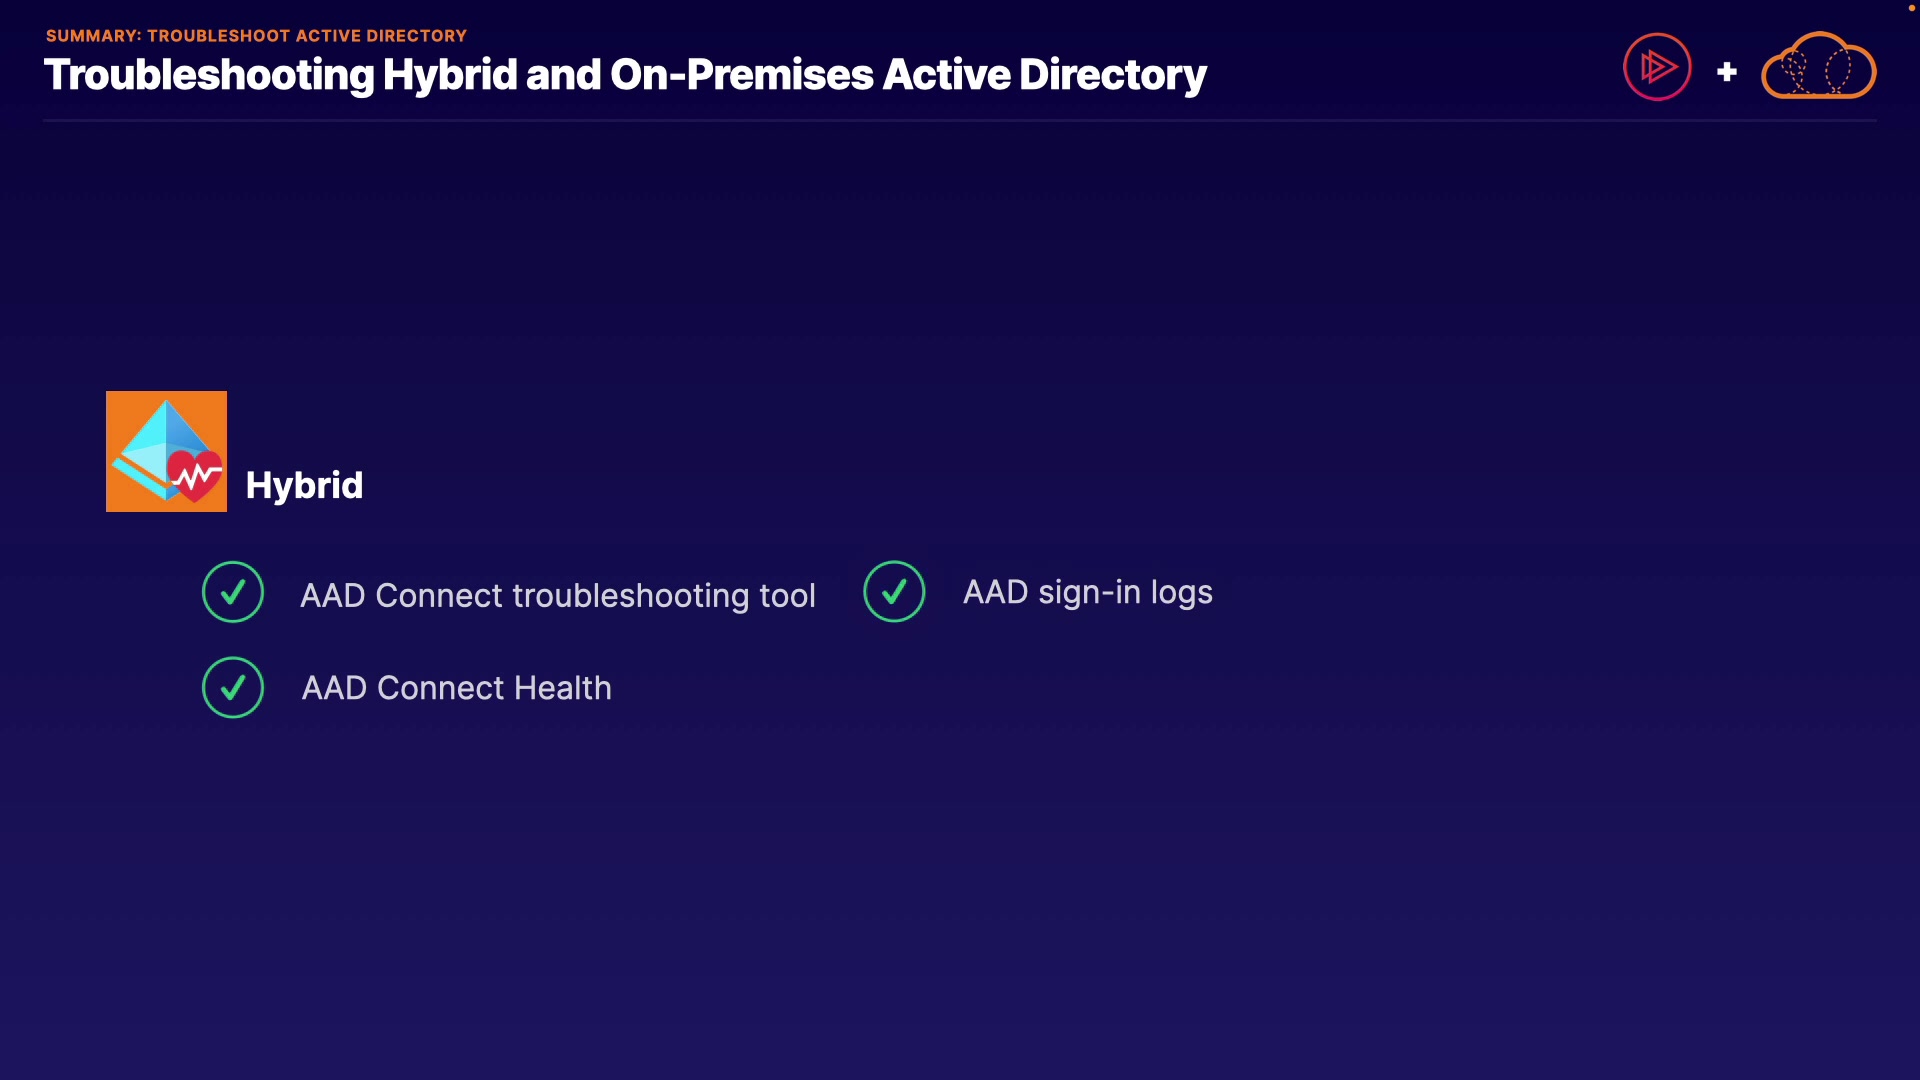 SUMMARY: TROUBLESHOOT ACTIVE DIRECTORY
Troubleshooting Hybrid and On-Premises Active Directory
Hybrid
AAD Connect troubleshooting tool
AAD sign-in logs
AAD Connect Health